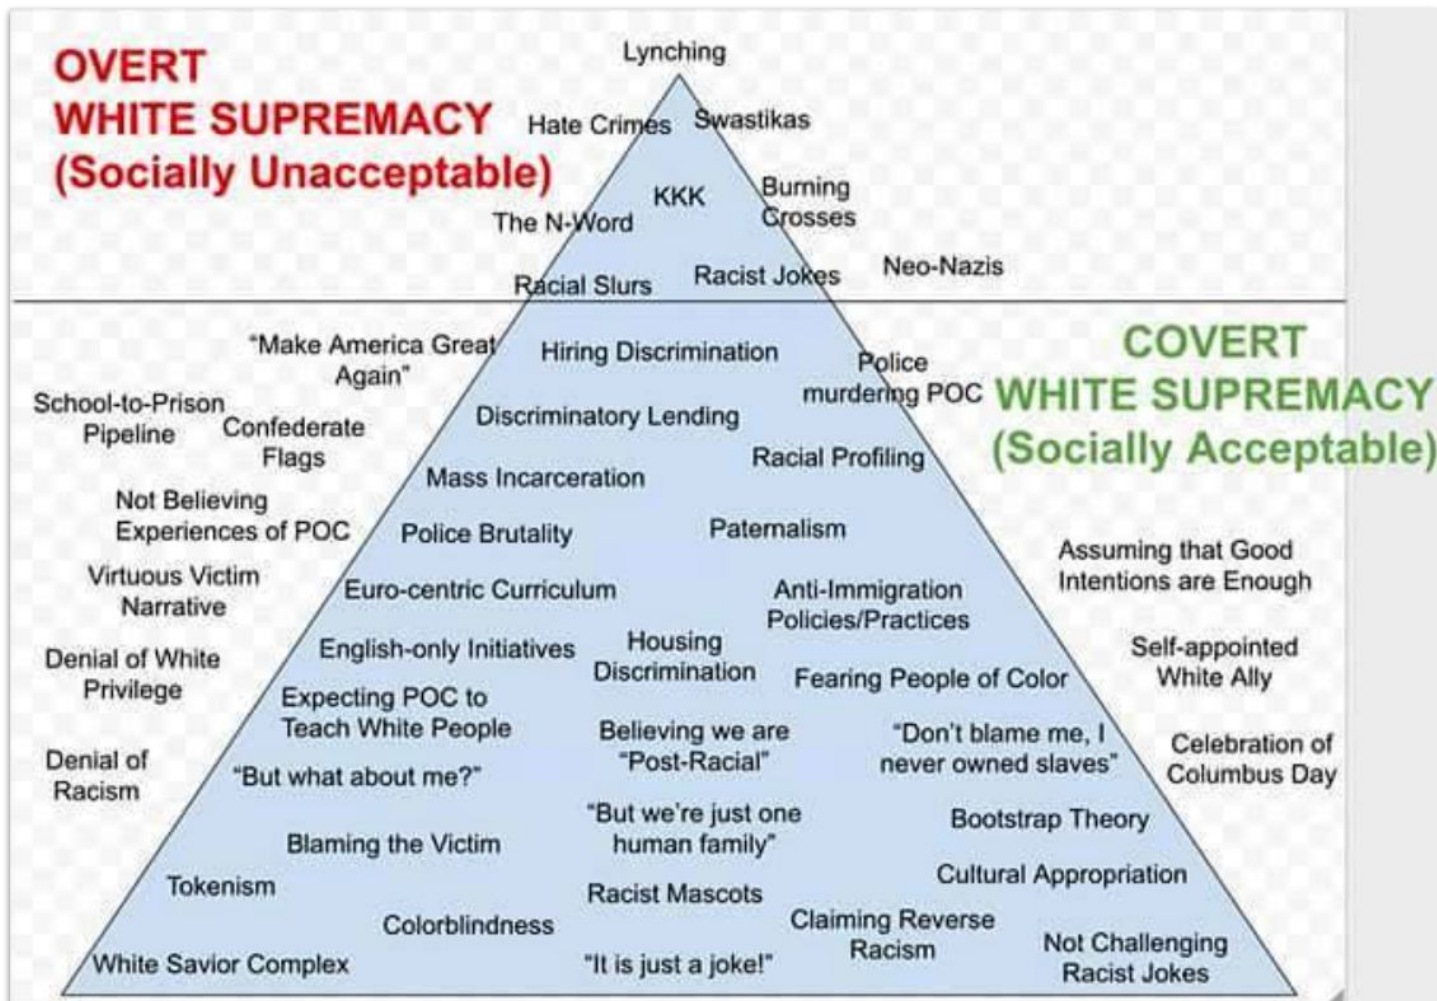 OVERT
WHITE SUPREMACY
(Socially Unacceptable)
Lynching
Hate Crimes
Swastikas
KKK
Burning
Crosses
The N-Word
Neo-Nazis
Racial Slurs
Racist Jokes
COVERT
WHITE SUPREMACY
(Socially Acceptable)
"Make America Great
Again"
Hiring Discrimination
Police
murdering POC
School-to-Prison
Pipeline
Confederate
Flags
Discriminatory Lending
Racial Profiling
Mass Incarceration
Not Believing
Experiences of POC
Police Brutality
Paternalism
Assuming that Good
Intentions are Enough
Virtuous Victim
Narrative
Euro-centric Curriculum
Anti-Immigration
Policies/Practices
English-only Initiatives
Housing
Discrimination
Self-appointed
White Ally
Denial of White
Privilege
Fearing People of Color
Expecting POC to
Teach White People
Believing we are
"Post-Racial"
"Don't blame me, I
never owned slaves"
Celebration of
Columbus Day
Denial of
Racism
"But what about me?"
"But we're just one
human family"
Bootstrap Theory
Blaming the Victim
Tokenism
Racist Mascots
Cultural Appropriation
Colorblindness
Claiming Reverse
Racism
Not Challenging
Racist Jokes
White Savior Complex
"It is just a joke!"